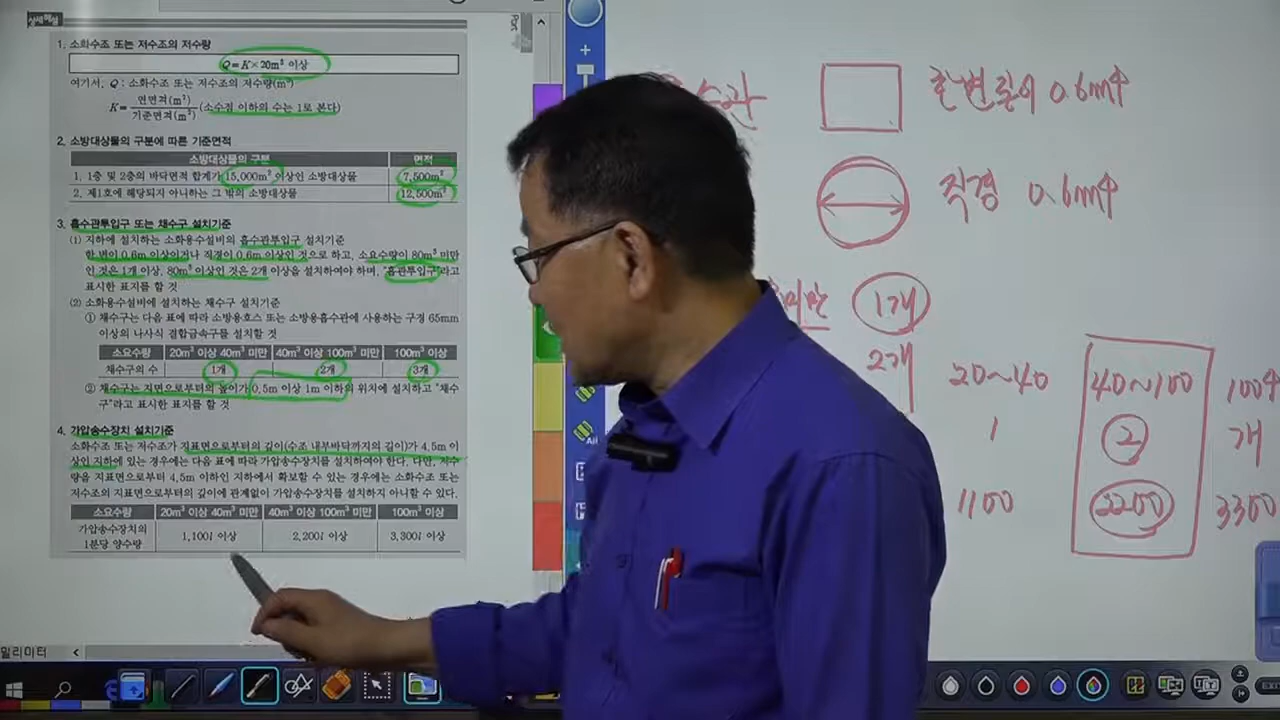 상세해설
Part
1. 소화수조 또는 저수조의 저수량
Q=K×20m³ 이상
여기서, Q : 소화수조 또는 저수조의 저수량(m³)
K= 연면적(m²) / 기준면적(m²) (소수점 이하의 수는 1로 본다)
2. 소방대상물의 구분에 따른 기준면적
소방대상물의 구분 면적
1. 1층 및 2층의 바닥면적 합계가 15,000m² 이상인 소방대상물 7,500m²
2. 제1호에 해당되지 아니하는 그 밖의 소방대상물 12,500m²
3. 흡수관투입구 또는 채수구 설치기준
(1) 지하에 설치하는 소화용수설비의 흡수관투입구 설치기준
한 변이 0.6m 이상이거나 직경이 0.6m 이상인 것으로 하고, 소요수량이 80m³ 미만
인 것은 1개 이상, 80m³ 이상인 것은 2개 이상을 설치하여야 하며, "흡관투입구"라고
표시한 표지를 할 것
(2) 소화용수설비에 설치하는 채수구 설치기준
① 채수구는 다음 표에 따라 소방용호스 또는 소방용흡수관에 사용하는 구경 65mm
이상의 나사식 결합금속구를 설치할 것
소요수량 20m³ 이상 40m³ 미만 40m³ 이상 100m³ 미만 100m³ 이상
채수구의 수 1개 2개 3개
② 채수구는 지면으로부터의 높이가 0.5m 이상 1m 이하의 위치에 설치하고 "채수
구"라고 표시한 표지를 할 것
4. 가압송수장치 설치기준
소화수조 또는 저수조가 지표면으로부터의 깊이(수조 내부바닥까지의 길이)가 4.5m 이
상인 지하에 있는 경우에는 다음 표에 따라 가압송수장치를 설치하여야 한다. 다만, 저수
량을 지표면으로부터 4.5m 이하인 지하에서 확보할 수 있는 경우에는 소화수조 또는
저수조의 지표면으로부터의 깊이에 관계없이 가압송수장치를 설치하지 아니할 수 있다.
소요수량 20m³ 이상 40m³ 미만 40m³ 이상 100m³ 미만 100m³ 이상
가압송수장치의
1분당 양수량 1,100l 이상 2,200l 이상 3,300l 이상
밀리미터
All
수관 한변길이 0.6m↑
직경 0.6m↑
미만 1개
2개
20~40 40~100 100↑
1 2 개
1100 2200 3300